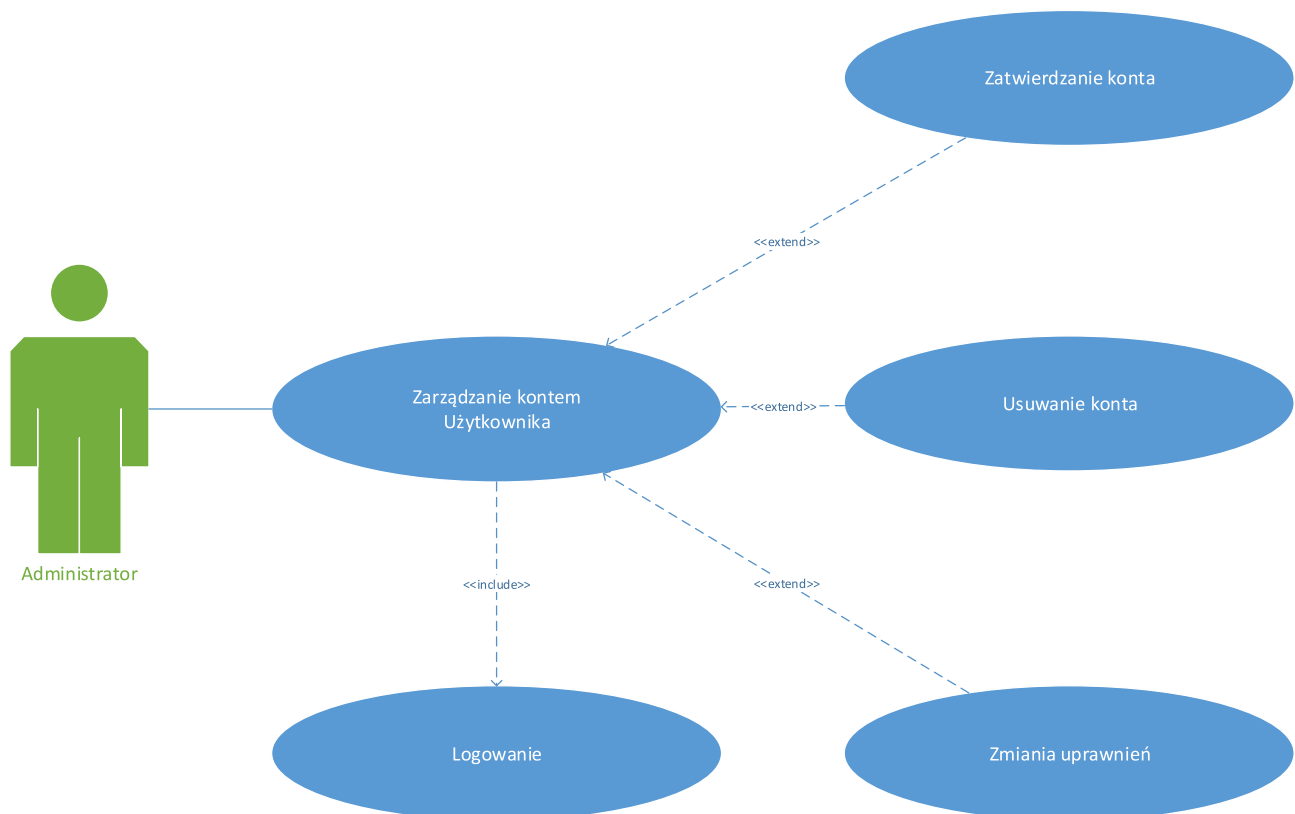 Zatwierdzanie konta
<<extend>>
Zarządzanie kontem
Użytkownika
<<extend>>
Usuwanie konta
Administrator
<<include>>
<<extend>>
Logowanie
Zmiania uprawnień